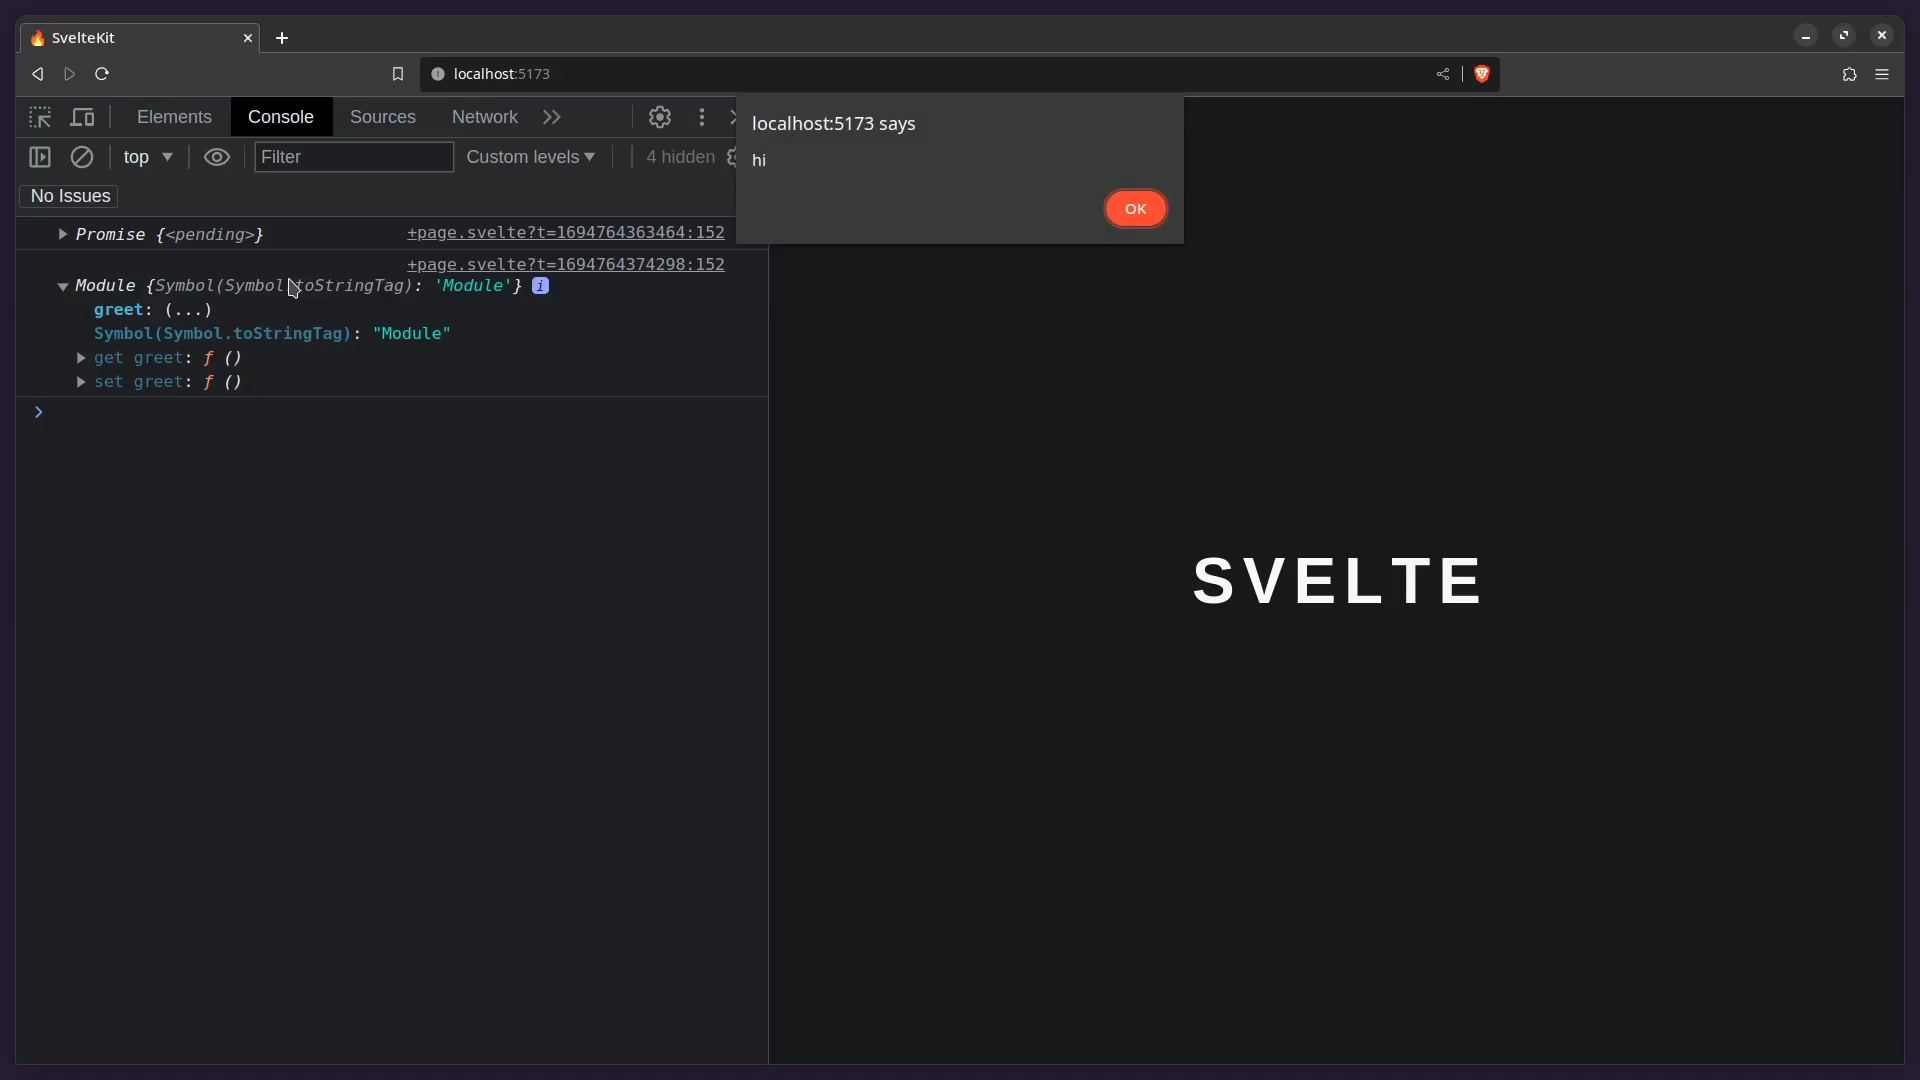 SvelteKit
localhost:5173
Elements Console Sources Network
top Filter Custom levels 4 hidden
No Issues
Promise {<pending>} +page.svelte?t=1694764363464:152
+page.svelte?t=1694764374298:152
Module {Symbol(Symbol.toStringTag): 'Module'} i
greet: (...)
Symbol(Symbol.toStringTag): "Module"
get greet: ƒ ()
set greet: ƒ ()
localhost:5173 says
hi
OK
SVELTE